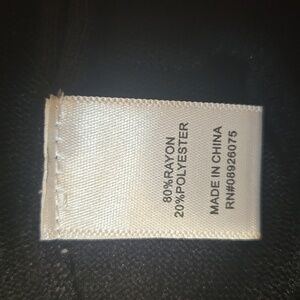 80%RAYON
20%POLYESTER
MADE IN CHINA
RN#08926075